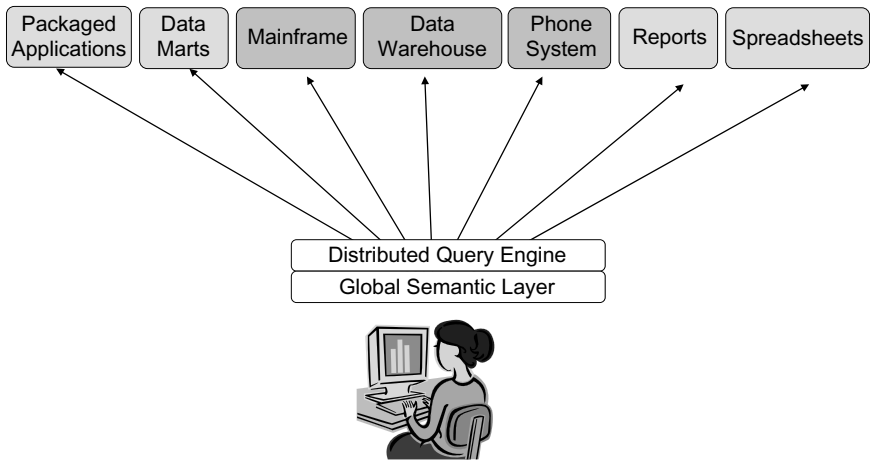 Packaged
Applications
Data
Marts
Mainframe
Data
Warehouse
Phone
System
Reports
Spreadsheets
Distributed Query Engine
Global Semantic Layer